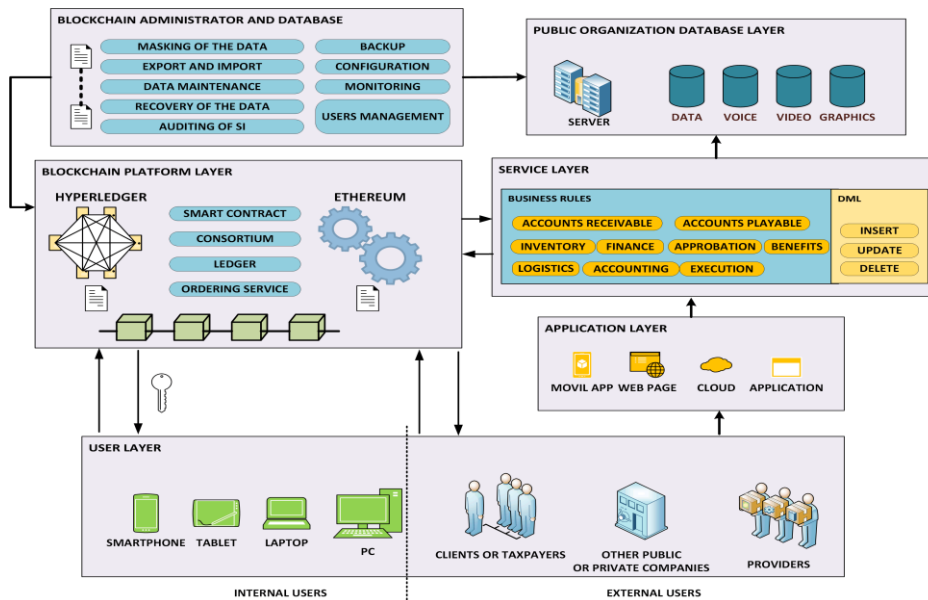 BLOCKCHAIN ADMINISTRATOR AND DATABASE
MASKING OF THE DATA
EXPORT AND IMPORT
DATA MAINTENANCE
RECOVERY OF THE DATA
AUDITING OF SI
BACKUP
CONFIGURATION
MONITORING
USERS MANAGEMENT
PUBLIC ORGANIZATION DATABASE LAYER
SERVER
DATA
VOICE
VIDEO
GRAPHICS
BLOCKCHAIN PLATFORM LAYER
HYPERLEDGER
ETHEREUM
SMART CONTRACT
CONSORTIUM
LEDGER
ORDERING SERVICE
SERVICE LAYER
BUSINESS RULES
ACCOUNTS RECEIVABLE
ACCOUNTS PLAYABLE
INVENTORY
FINANCE
APPROBATION
BENEFITS
LOGISTICS
ACCOUNTING
EXECUTION
DML
INSERT
UPDATE
DELETE
APPLICATION LAYER
MOVIL APP
WEB PAGE
CLOUD
APPLICATION
USER LAYER
SMARTPHONE
TABLET
LAPTOP
PC
CLIENTS OR TAXPAYERS
OTHER PUBLIC
OR PRIVATE COMPANIES
PROVIDERS
INTERNAL USERS
EXTERNAL USERS